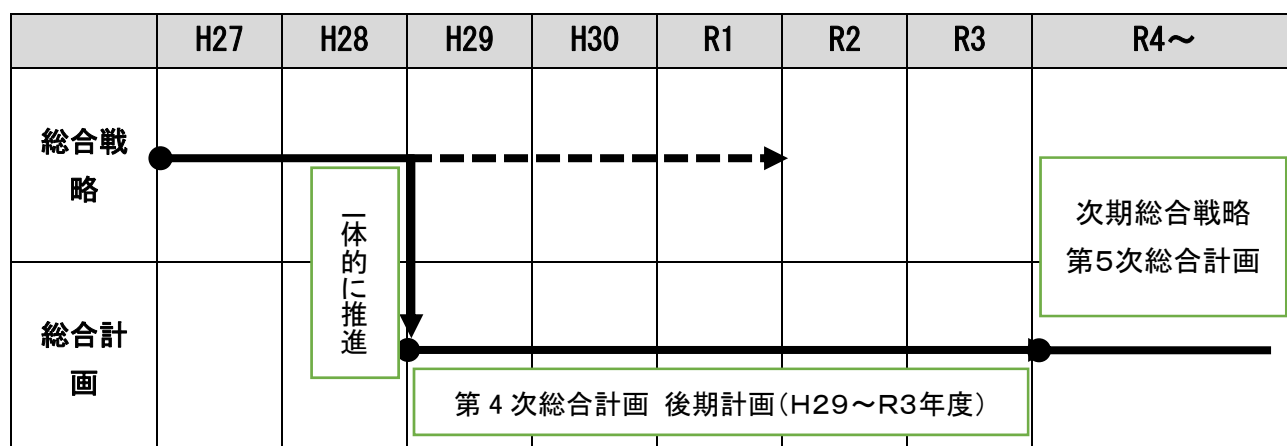 H27 H28 H29 H30 R1 R2 R3 R4～
総合戦
略
一体的に推進
次期総合戦略
第5次総合計画
総合計
画
第４次総合計画 後期計画（H29～R3年度）